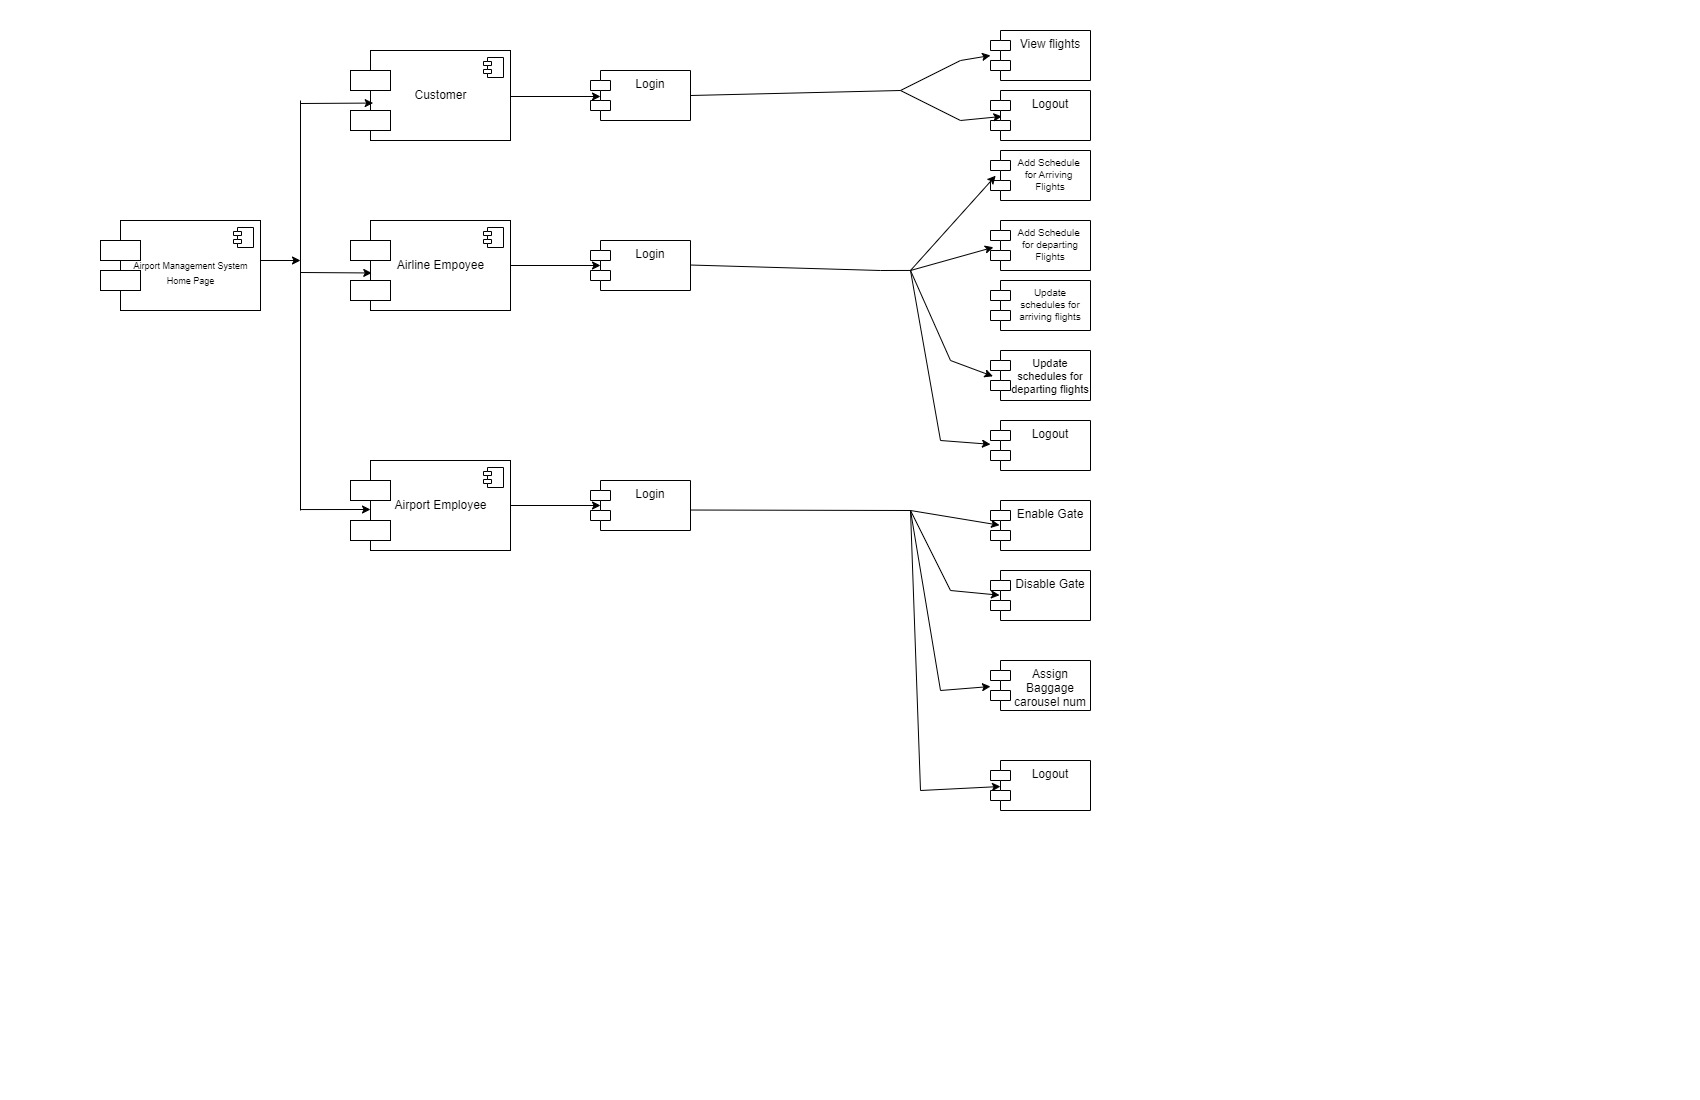 View flights
Customer
Login
Logout
Add Schedule
for Arriving
Flights
Airport Management System
Home Page
Airline Empoyee
Login
Add Schedule
for departing
Flights
Update
schedules for
arriving flights
Update
schedules for
departing flights
Logout
Airport Employee
Login
Enable Gate
Disable Gate
Assign
Baggage
carousel num
Logout